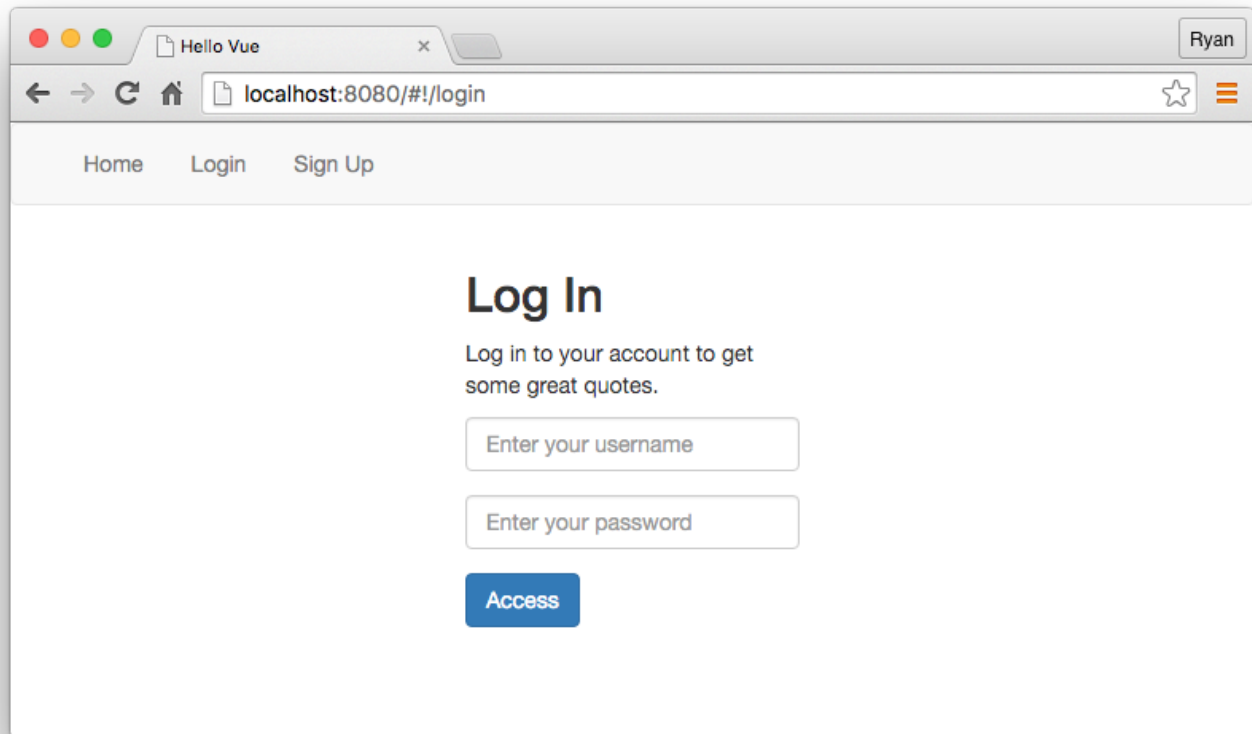 Hello Vue
Ryan
localhost:8080/#!/login
Home Login Sign Up
Log In
Log in to your account to get
some great quotes.
Enter your username
Enter your password
Access